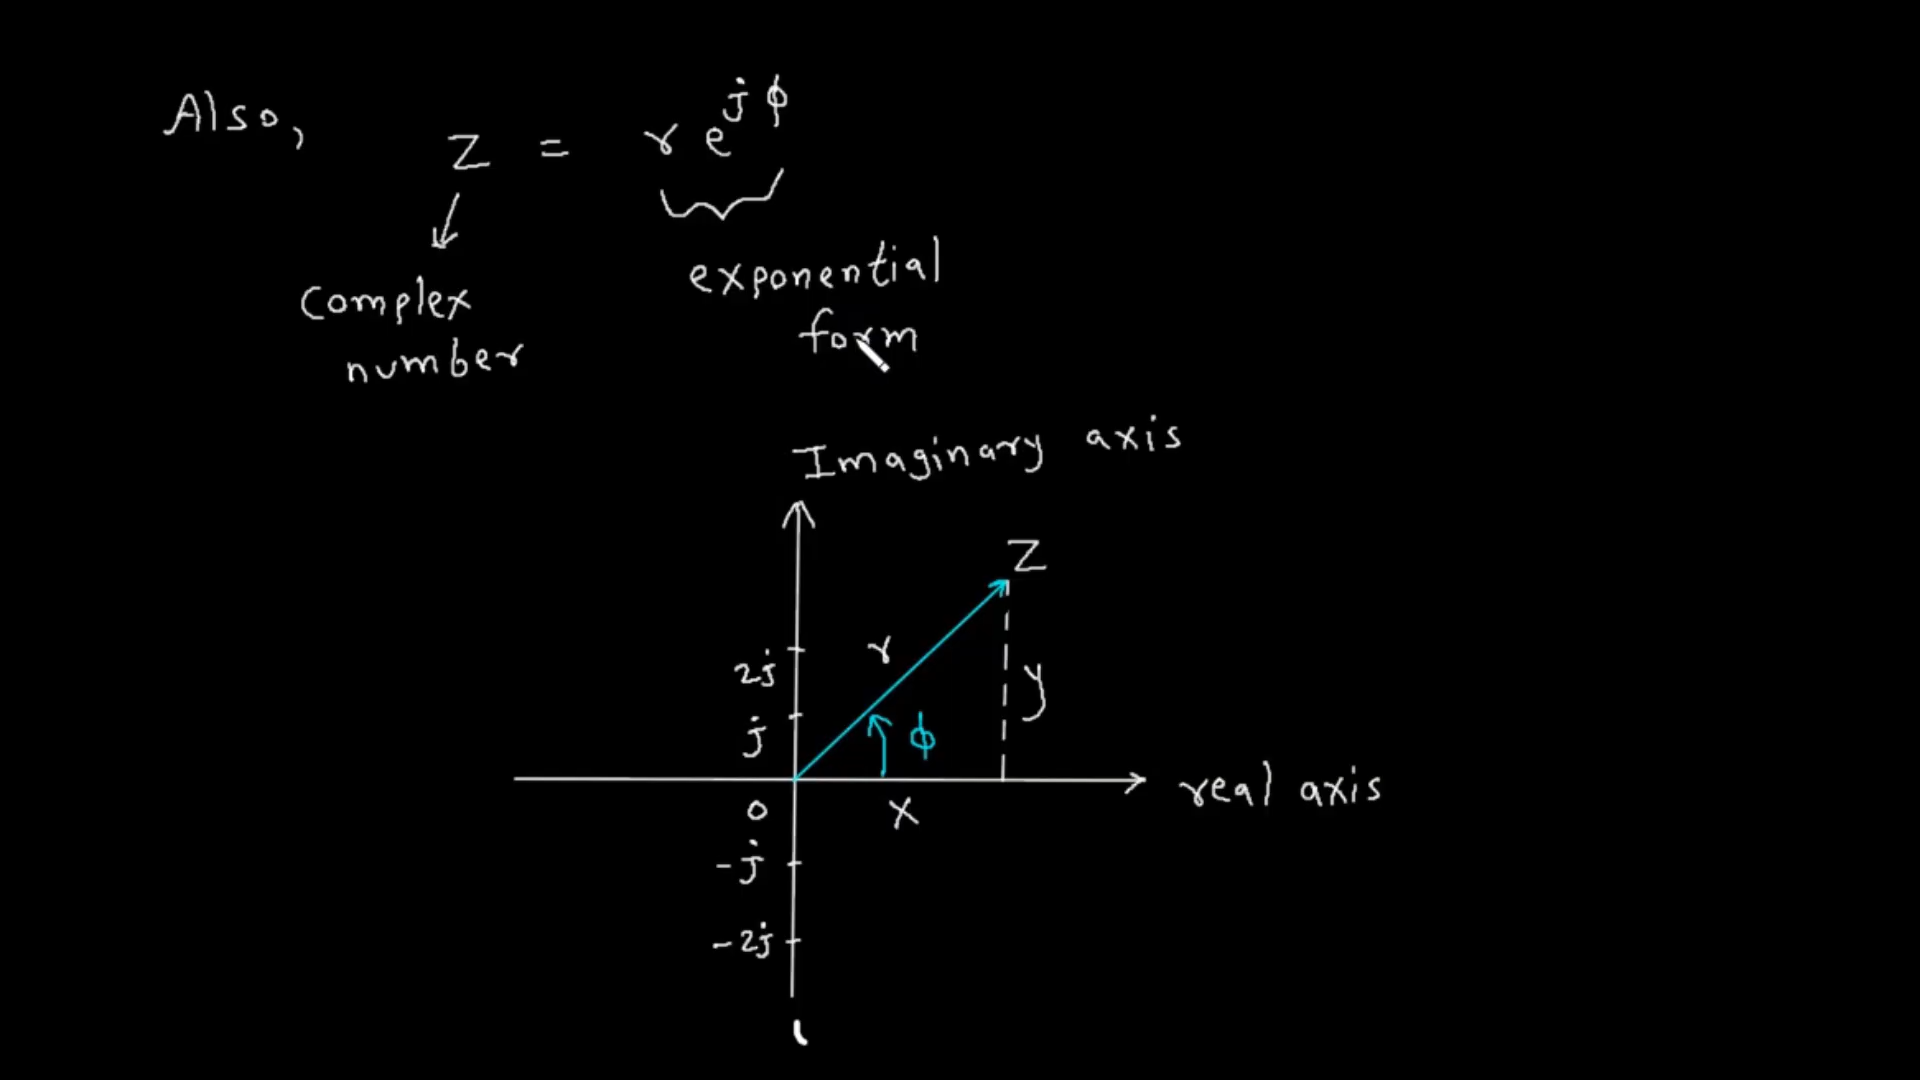 Also,
z = r e^{jϕ}
Complex
number
exponential
form
Imaginary axis
z
r
2j
y
j
ϕ
real axis
0
x
-j
-2j